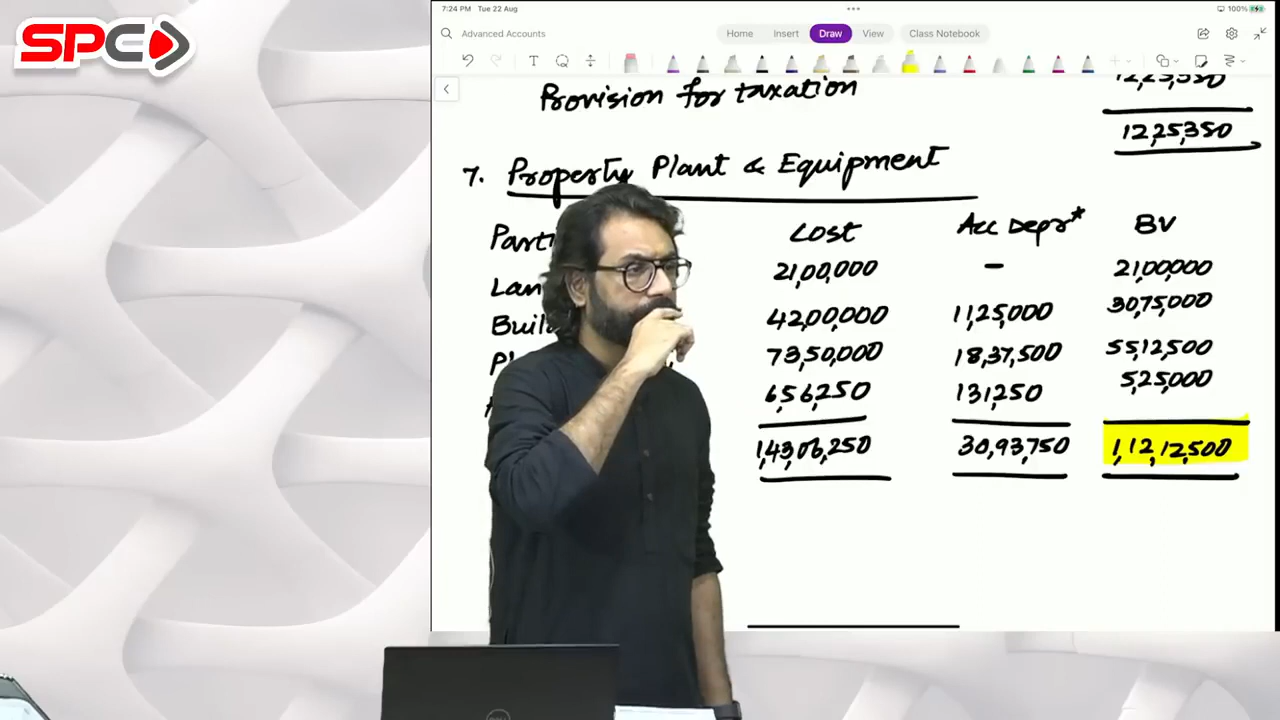 SPC
7:24 PM Tue 22 Aug
100%
Advanced Accounts
Home Insert Draw View Class Notebook
Provision for taxation
12,25,350
7. Property Plant & Equipment
Cost Acc Depr* BV
21,00,000 — 21,00,000
42,00,000 11,25,000 30,75,000
73,50,000 18,37,500 55,12,500
6,56,250 1,31,250 5,25,000
1,43,06,250 30,93,750 1,12,12,500
DELL